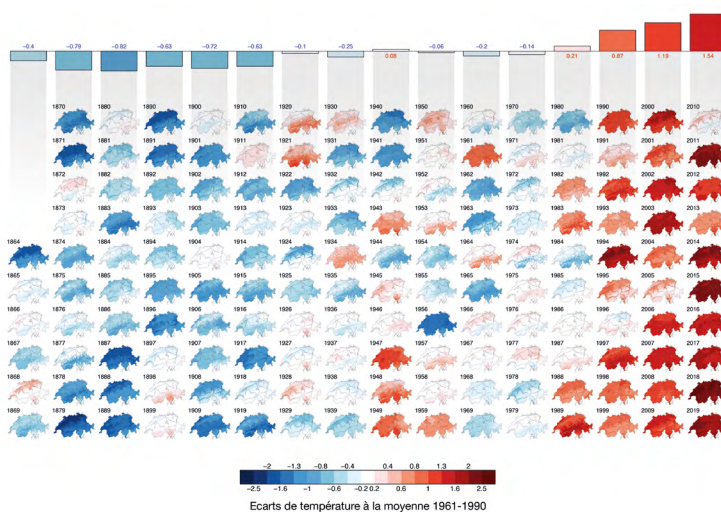 −0.4 −0.79 −0.82 −0.63 −0.72 −0.63 −0.1 −0.25 −0.06 −0.2 −0.14
0.08 0.21 0.87 1.19 1.54
1870 1880 1890 1900 1910 1920 1930 1940 1950 1960 1970 1980 1990 2000 2010
1871 1881 1891 1901 1911 1921 1931 1941 1951 1961 1971 1981 1991 2001 2011
1872 1882 1892 1902 1912 1922 1932 1942 1952 1962 1972 1982 1992 2002 2012
1873 1883 1893 1903 1913 1923 1933 1943 1953 1963 1973 1983 1993 2003 2013
1864 1874 1884 1894 1904 1914 1924 1934 1944 1954 1964 1974 1984 1994 2004 2014
1865 1875 1885 1895 1905 1915 1925 1935 1945 1955 1965 1975 1985 1995 2005 2015
1866 1876 1886 1896 1906 1916 1926 1936 1946 1956 1966 1976 1986 1996 2006 2016
1867 1877 1887 1897 1907 1917 1927 1937 1947 1957 1967 1977 1987 1997 2007 2017
1868 1878 1888 1898 1908 1918 1928 1938 1948 1958 1968 1978 1988 1998 2008 2018
1869 1879 1889 1899 1909 1919 1929 1939 1949 1959 1969 1979 1989 1999 2009 2019
−2 −1.3 −0.8 −0.4 0.4 0.8 1.3 2
−2.5 −1.6 −1 −0.6 −0.2 0.2 0.6 1 1.6 2.5
Ecarts de température à la moyenne 1961-1990